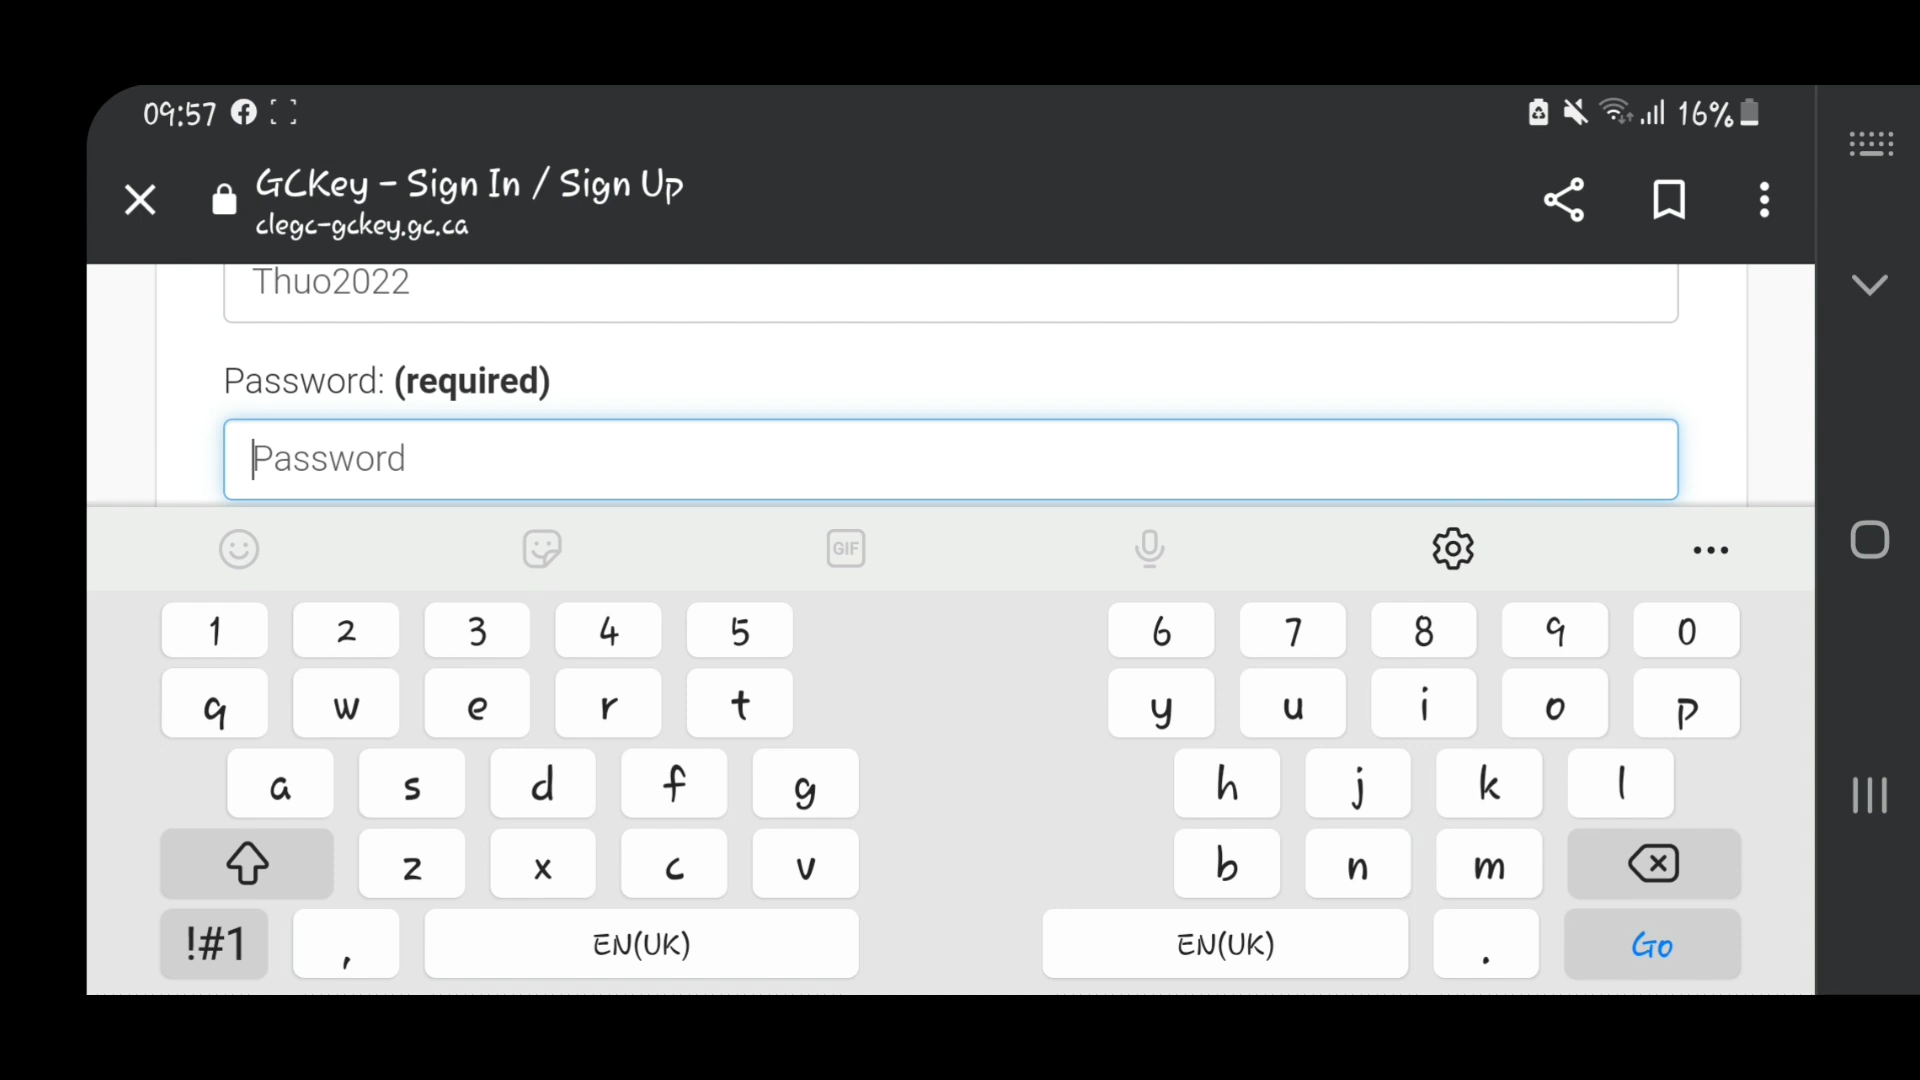 09:57
16%
GCKey - Sign In / Sign Up
clegc-gckey.gc.ca
Thuo2022
Password: (required)
Password
GIF
1 2 3 4 5 6 7 8 9 0
q w e r t y u i o p
a s d f g h j k l
z x c v b n m
!#1 , EN(UK) EN(UK) . Go